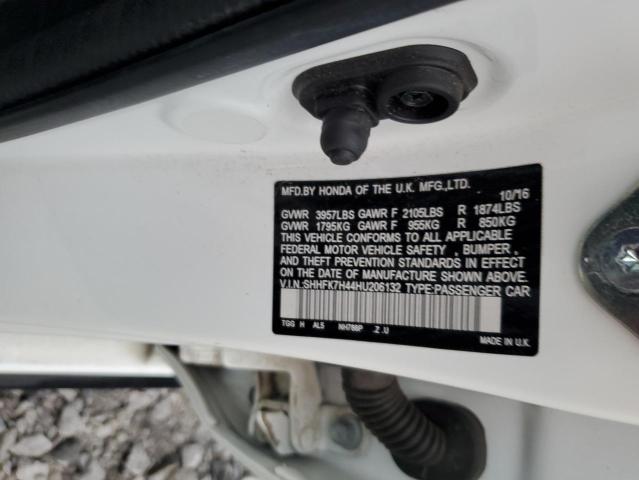 MFD.BY HONDA OF THE U.K. MFG.,LTD. 10/16
GVWR 3957LBS GAWR F 2105LBS R 1874LBS
GVWR 1795KG GAWR F 955KG R 850KG
THIS VEHICLE CONFORMS TO ALL APPLICABLE
FEDERAL MOTOR VEHICLE SAFETY , BUMPER ,
AND THEFT PREVENTION STANDARDS IN EFFECT
ON THE DATE OF MANUFACTURE SHOWN ABOVE.
V.I.N.:SHHFK7H44HU206132 TYPE:PASSENGER CAR
TGG H AL5 NH788P .Z .U
MADE IN U.K.